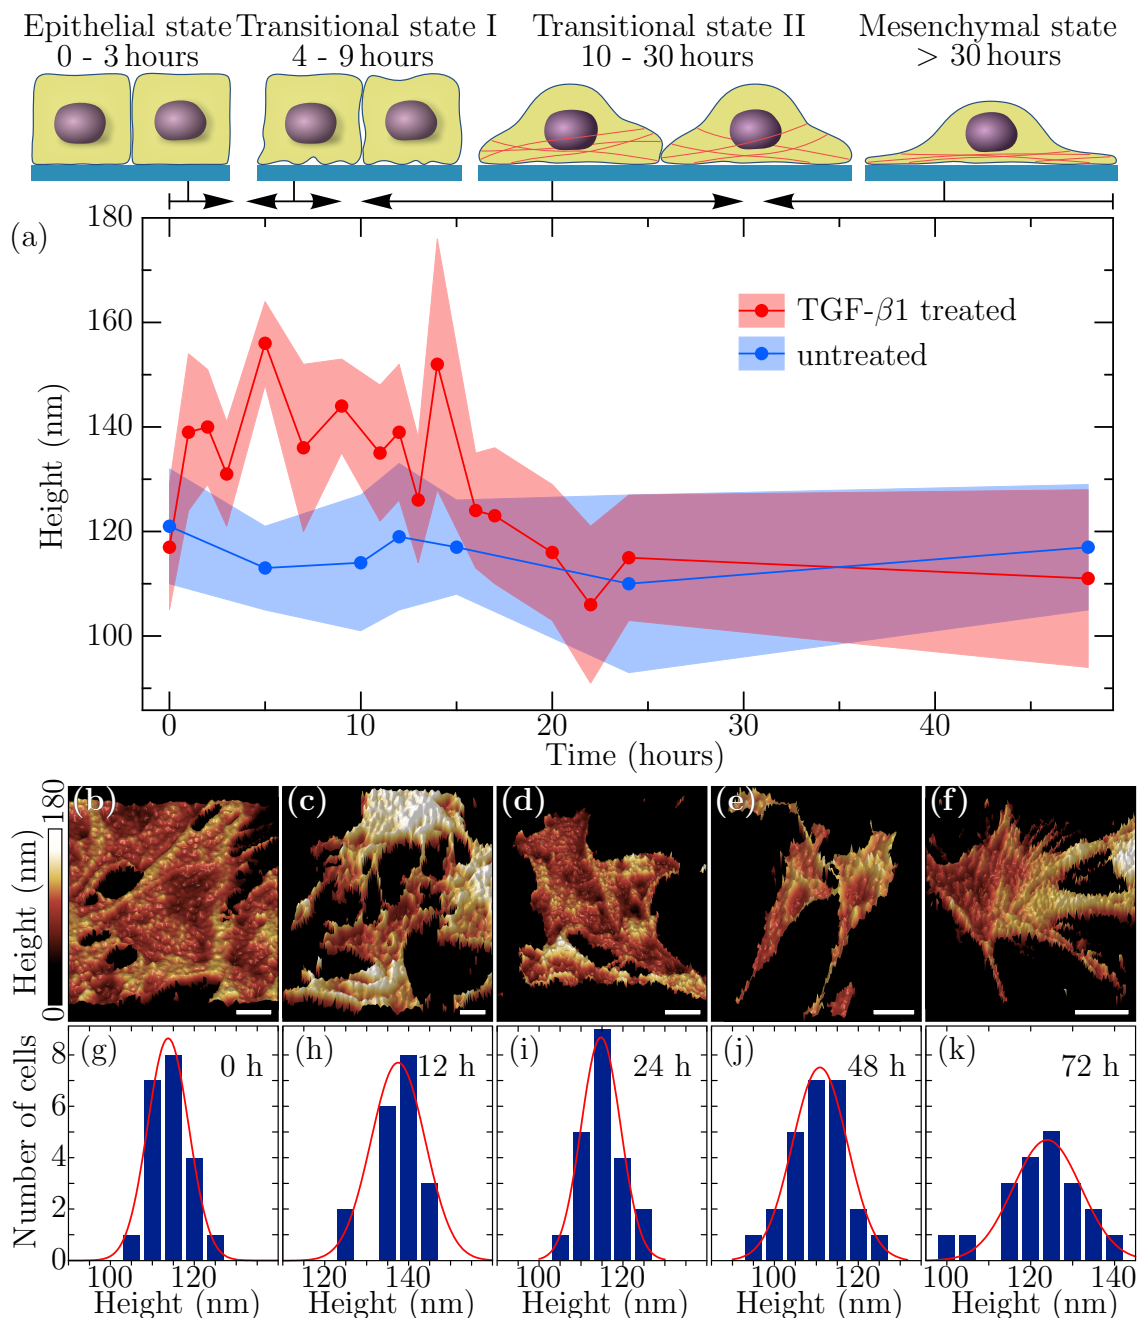 Epithelial state Transitional state I Transitional state II Mesenchymal state
0 - 3 hours 4 - 9 hours 10 - 30 hours > 30 hours
(a)
180
160
140
120
100
Height (nm)
TGF-β1 treated
untreated
0 10 20 30 40
Time (hours)
0 Height (nm) 180
(b) (c) (d) (e) (f)
Number of cells
8
6
4
2
0
(g) 0 h
(h) 12 h
(i) 24 h
(j) 48 h
(k) 72 h
100 120 120 140 100 120 100 120 100 120 140
Height (nm) Height (nm) Height (nm) Height (nm) Height (nm)